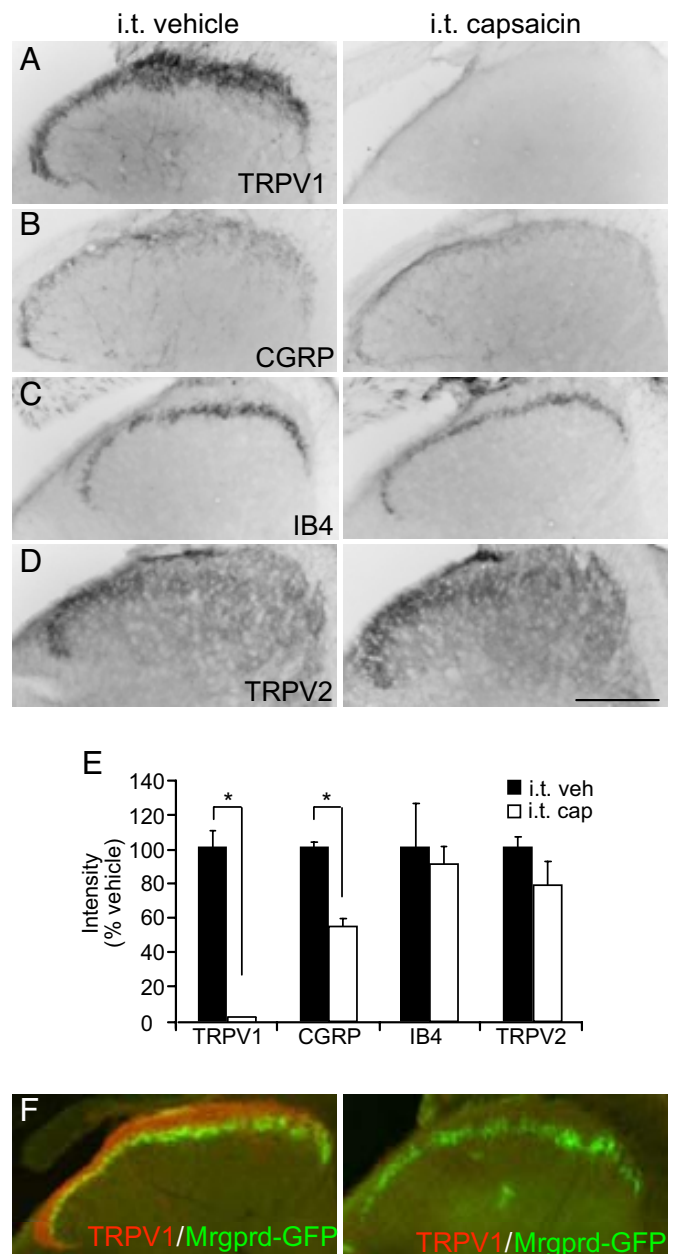 i.t. vehicle
i.t. capsaicin
A
TRPV1
B
CGRP
C
IB4
D
TRPV2
E
140
120
100
80
60
40
20
0
Intensity
(% vehicle)
*
*
i.t. veh
i.t. cap
TRPV1
CGRP
IB4
TRPV2
F
TRPV1/Mrgprd-GFP
TRPV1/Mrgprd-GFP